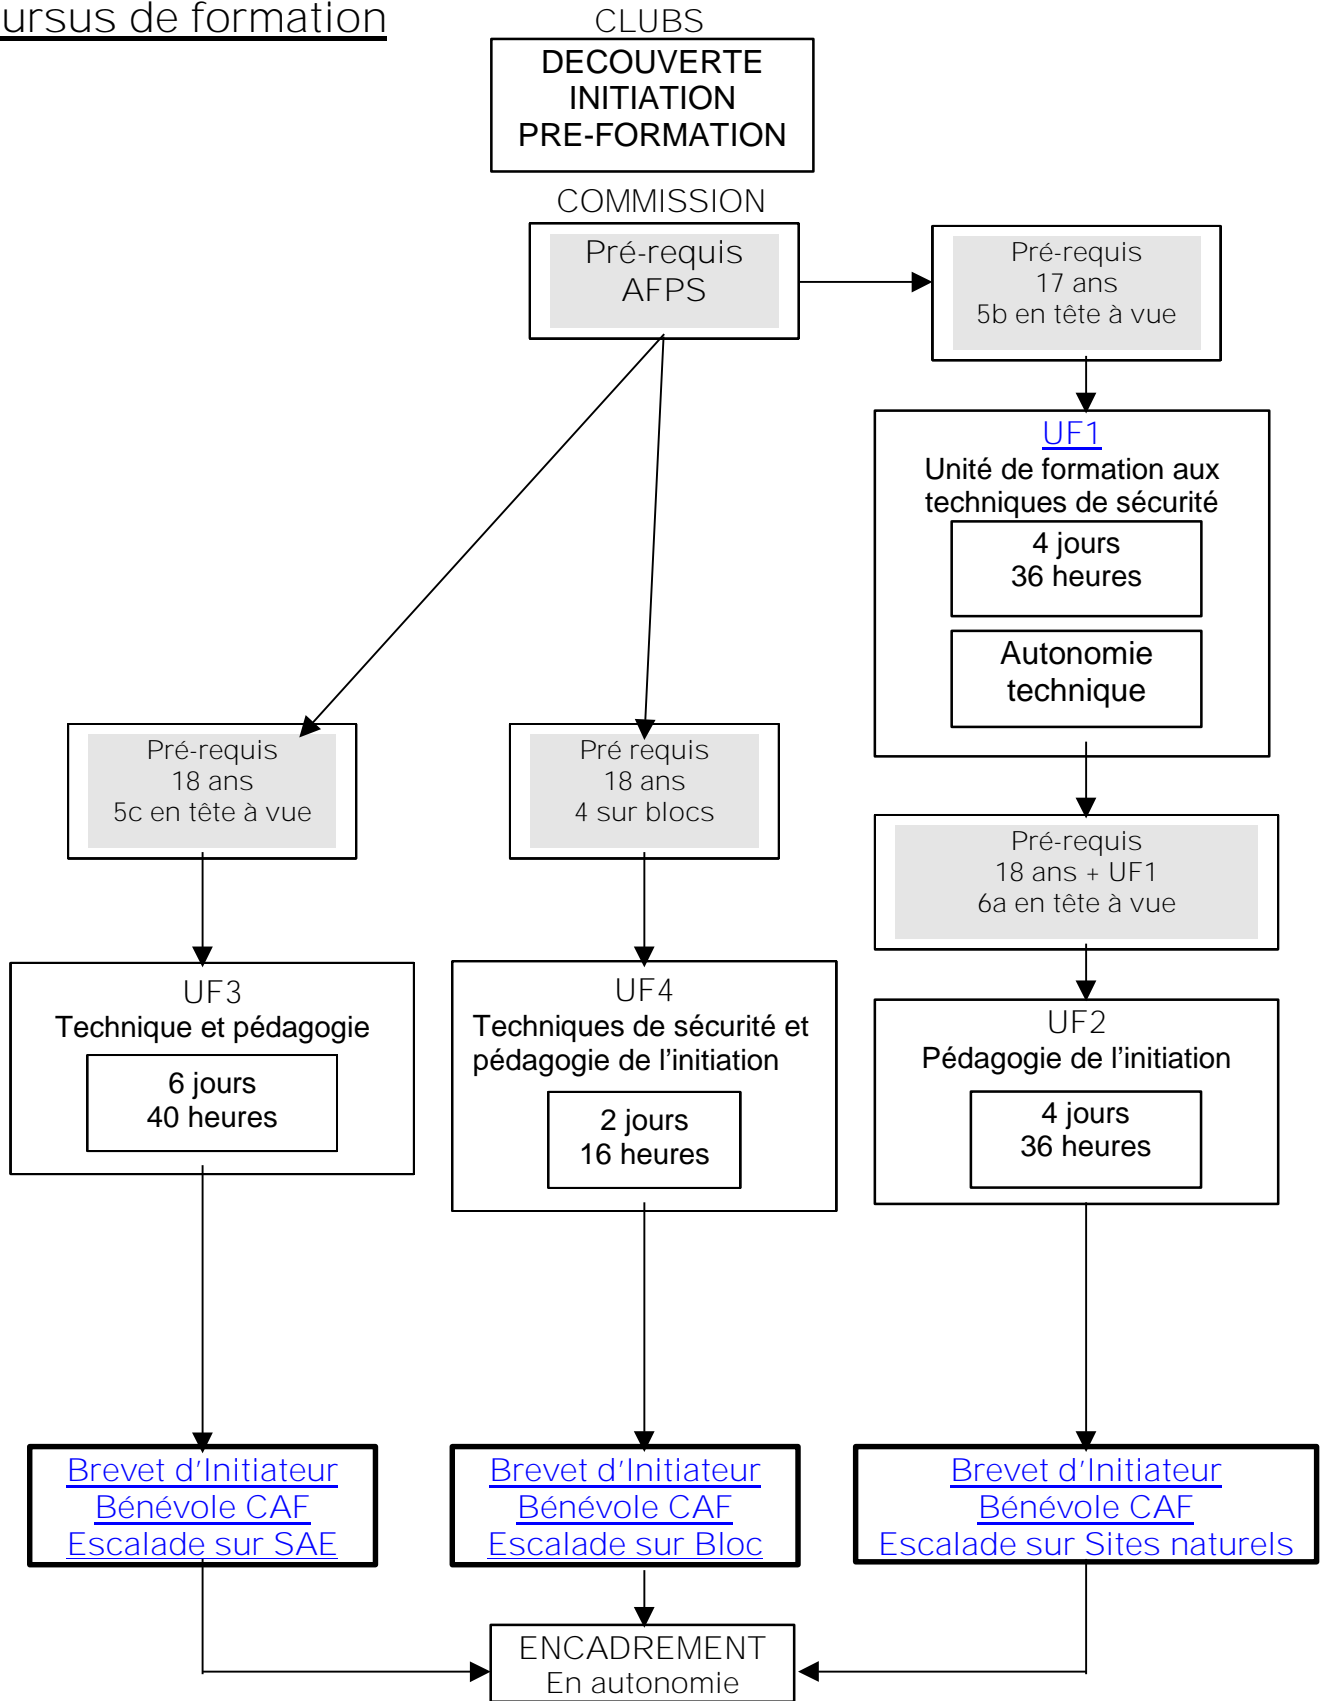 ursus de formation
CLUBS
DECOUVERTE
INITIATION
PRE-FORMATION
COMMISSION
Pré-requis
AFPS
Pré-requis
17 ans
5b en tête à vue
UF1
Unité de formation aux
techniques de sécurité
4 jours
36 heures
Autonomie
technique
Pré-requis
18 ans
5c en tête à vue
Pré requis
18 ans
4 sur blocs
Pré-requis
18 ans + UF1
6a en tête à vue
UF3
Technique et pédagogie
6 jours
40 heures
UF4
Techniques de sécurité et
pédagogie de l’initiation
2 jours
16 heures
UF2
Pédagogie de l’initiation
4 jours
36 heures
Brevet d’Initiateur
Bénévole CAF
Escalade sur SAE
Brevet d’Initiateur
Bénévole CAF
Escalade sur Bloc
Brevet d’Initiateur
Bénévole CAF
Escalade sur Sites naturels
ENCADREMENT
En autonomie